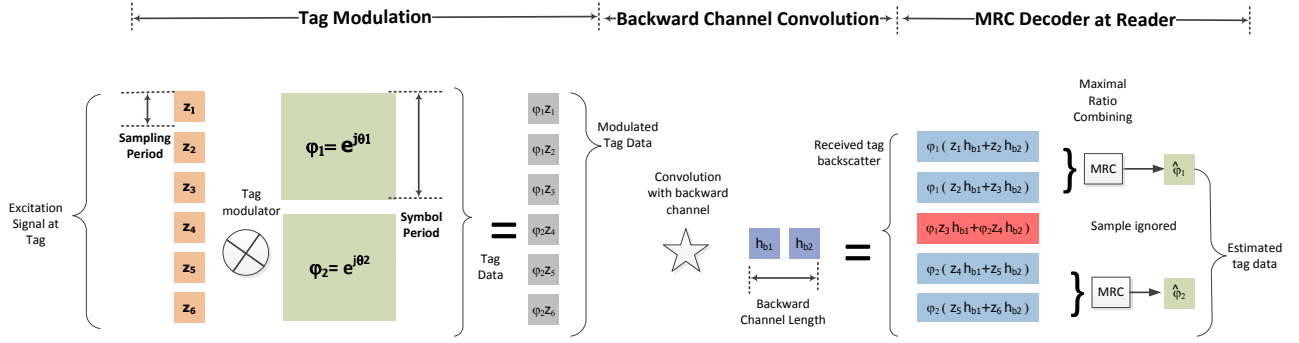 Tag Modulation
Backward Channel Convolution
MRC Decoder at Reader
Excitation
Signal at
Tag
Sampling
Period
z1
z2
z3
z4
z5
z6
Tag
modulator
φ1= e^jθ1
φ2= e^jθ2
Symbol
Period
Tag
Data
=
φ1z1
φ1z2
φ1z3
φ2z4
φ2z5
φ2z6
Modulated
Tag Data
Convolution
with backward
channel
hb1 hb2
Backward
Channel Length
=
Received tag
backscatter
φ1 ( z1 hb1+z2 hb2 )
φ1 ( z2 hb1+z3 hb2 )
φ1z3 hb1+φ2z4 hb2 )
φ2 ( z4 hb1+z5 hb2 )
φ2 ( z5 hb1+z6 hb2 )
Maximal
Ratio
Combining
}
MRC
φ̂1
Sample ignored
}
MRC
φ̂2
Estimated
tag data